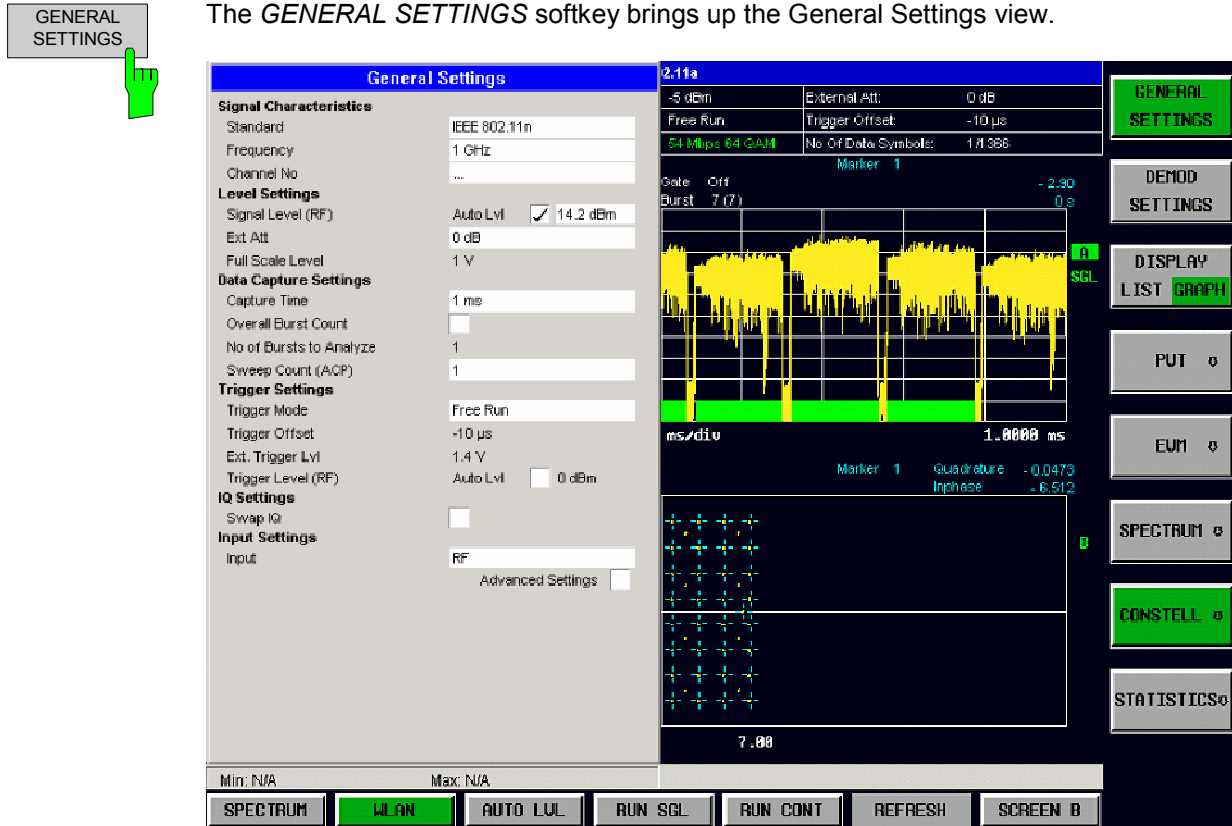 GENERAL
SETTINGS
The GENERAL SETTINGS softkey brings up the General Settings view.
General Settings
Signal Characteristics
Standard IEEE 802.11n
Frequency 1 GHz
Channel No ...
Level Settings
Signal Level (RF) Auto Lvl 14.2 dBm
Ext Att 0 dB
Full Scale Level 1 V
Data Capture Settings
Capture Time 1 ms
Overall Burst Count
No of Bursts to Analyze 1
Sweep Count (ACP) 1
Trigger Settings
Trigger Mode Free Run
Trigger Offset -10 µs
Ext. Trigger Lvl 1.4 V
Trigger Level (RF) Auto Lvl 0 dBm
IQ Settings
Swap IQ
Input Settings
Input RF
Advanced Settings
Min: N/A Max: N/A
2.11a
-5 dBm External Att: 0 dB
Free Run Trigger Offset: -10 µs
54 Mbps 64 QAM No Of Data Symbols: 1/1366
Marker 1
Gate Off - 2.90
Burst 7 (7) 0 s
A
SGL
ms/div 1.0000 ms
Marker 1 Quadrature - 0.0473
Inphase - 6.512
B
7.00
GENERAL
SETTINGS
DEMOD
SETTINGS
DISPLAY
LIST GRAPH
PVT
EVM
SPECTRUM
CONSTELL
STATISTICS
SPECTRUM WLAN AUTO LVL RUN SGL RUN CONT REFRESH SCREEN B